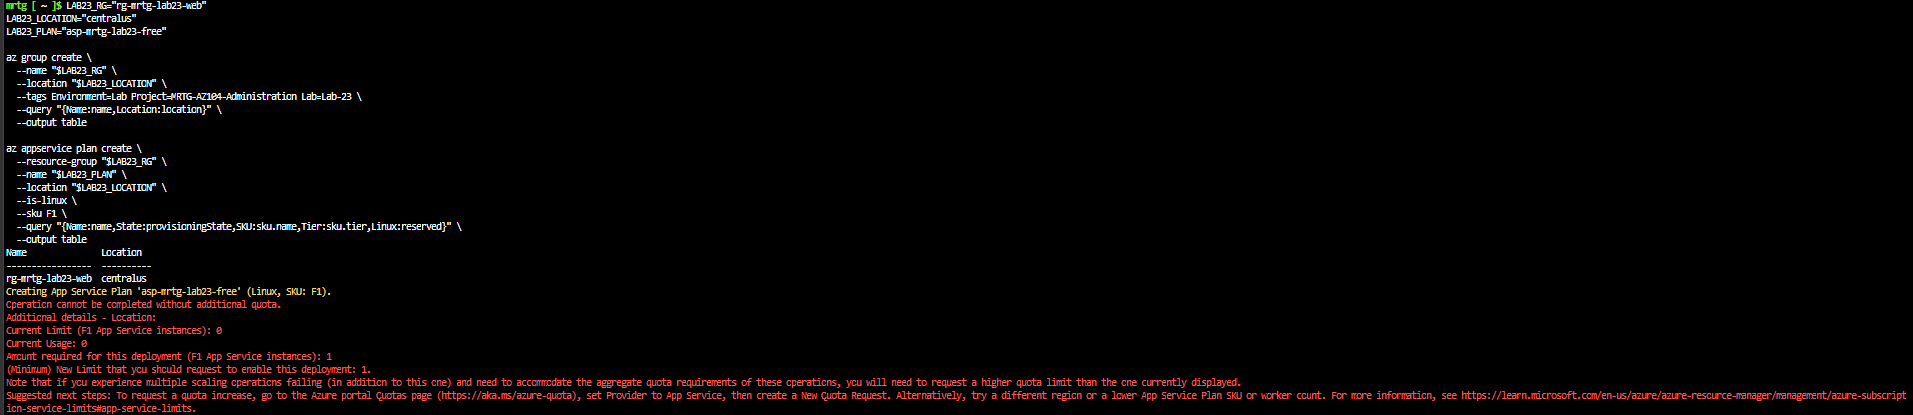 mrtg [ ~ ]$ LAB23_RG="rg-mrtg-lab23-web"
LAB23_LOCATION="centralus"
LAB23_PLAN="asp-mrtg-lab23-free"
az group create \
--name "$LAB23_RG" \
--location "$LAB23_LOCATION" \
--tags Environment=Lab Project=MRTG-AZ104-Administration Lab=Lab-23 \
--query "{Name:name,Location:location}" \
--output table
az appservice plan create \
--resource-group "$LAB23_RG" \
--name "$LAB23_PLAN" \
--location "$LAB23_LOCATION" \
--is-linux \
--sku F1 \
--query "{Name:name,State:provisioningState,SKU:sku.name,Tier:sku.tier,Linux:reserved}" \
--output table
Name Location
----------------- ----------
rg-mrtg-lab23-web centralus
Creating App Service Plan 'asp-mrtg-lab23-free' (Linux, SKU: F1).
Operation cannot be completed without additional quota.
Additional details - Location:
Current Limit (F1 App Service instances): 0
Current Usage: 0
Amount required for this deployment (F1 App Service instances): 1
(Minimum) New Limit that you should request to enable this deployment: 1.
Note that if you experience multiple scaling operations failing (in addition to this one) and need to accommodate the aggregate quota requirements of these operations, you will need to request a higher quota limit than the one currently displayed.
Suggested next steps: To request a quota increase, go to the Azure portal Quotas page (https://aka.ms/azure-quota), set Provider to App Service, then create a New Quota Request. Alternatively, try a different region or a lower App Service Plan SKU or worker count. For more information, see https://learn.microsoft.com/en-us/azure/azure-resource-manager/management/azure-subscript
ion-service-limits#app-service-limits.